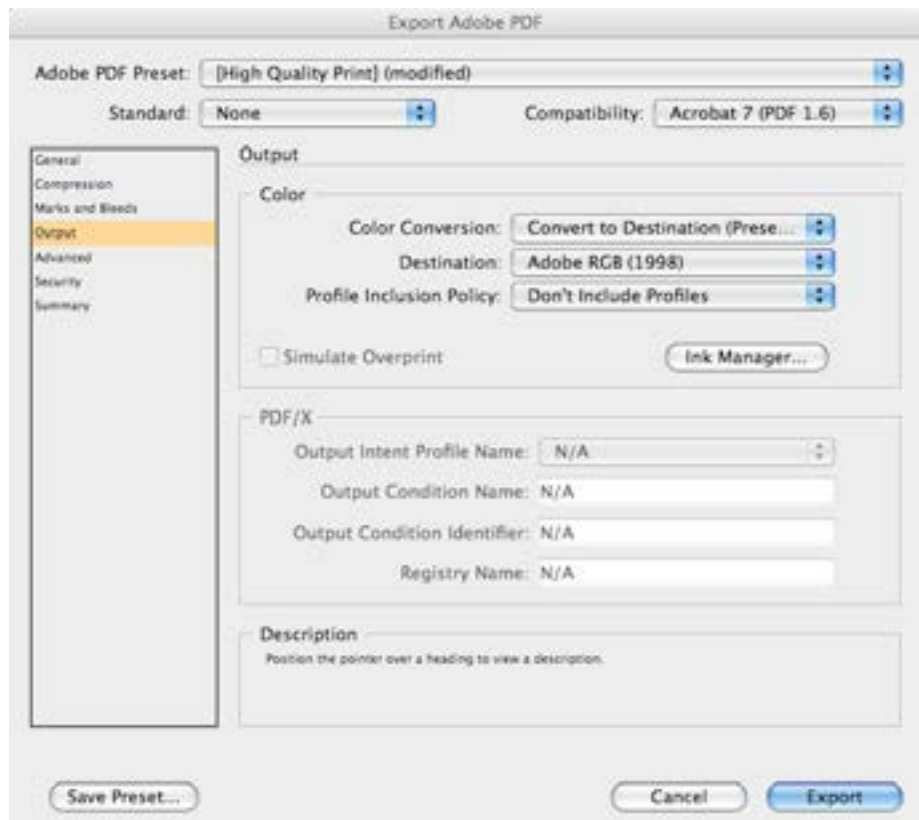 Export Adobe PDF
Adobe PDF Preset: [High Quality Print] (modified)
Standard: None Compatibility: Acrobat 7 (PDF 1.6)
General
Compression
Marks and Bleeds
Output
Advanced
Security
Summary
Output
Color
Color Conversion: Convert to Destination (Prese...
Destination: Adobe RGB (1998)
Profile Inclusion Policy: Don't Include Profiles
Simulate Overprint Ink Manager...
PDF/X
Output Intent Profile Name: N/A
Output Condition Name: N/A
Output Condition Identifier: N/A
Registry Name: N/A
Description
Position the pointer over a heading to view a description.
Save Preset... Cancel Export